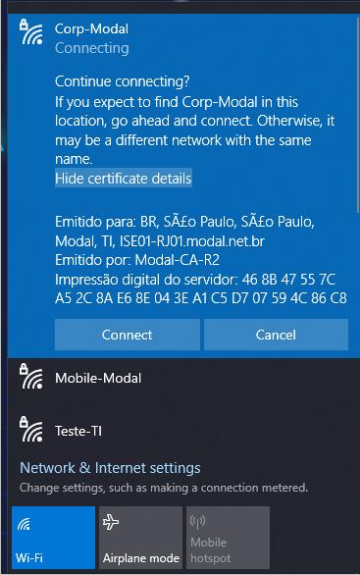 Corp-Modal
Connecting
Continue connecting?
If you expect to find Corp-Modal in this
location, go ahead and connect. Otherwise, it
may be a different network with the same
name.
Hide certificate details
Emitido para: BR, SÃ£o Paulo, SÃ£o Paulo,
Modal, TI, ISE01-RJ01.modal.net.br
Emitido por: Modal-CA-R2
Impressão digital do servidor: 46 8B 47 55 7C
A5 2C 8A E6 8E 04 3E A1 C5 D7 07 59 4C 86 C8
Connect
Cancel
Mobile-Modal
Teste-TI
Network & Internet settings
Change settings, such as making a connection metered.
Wi-Fi
Airplane mode
Mobile
hotspot